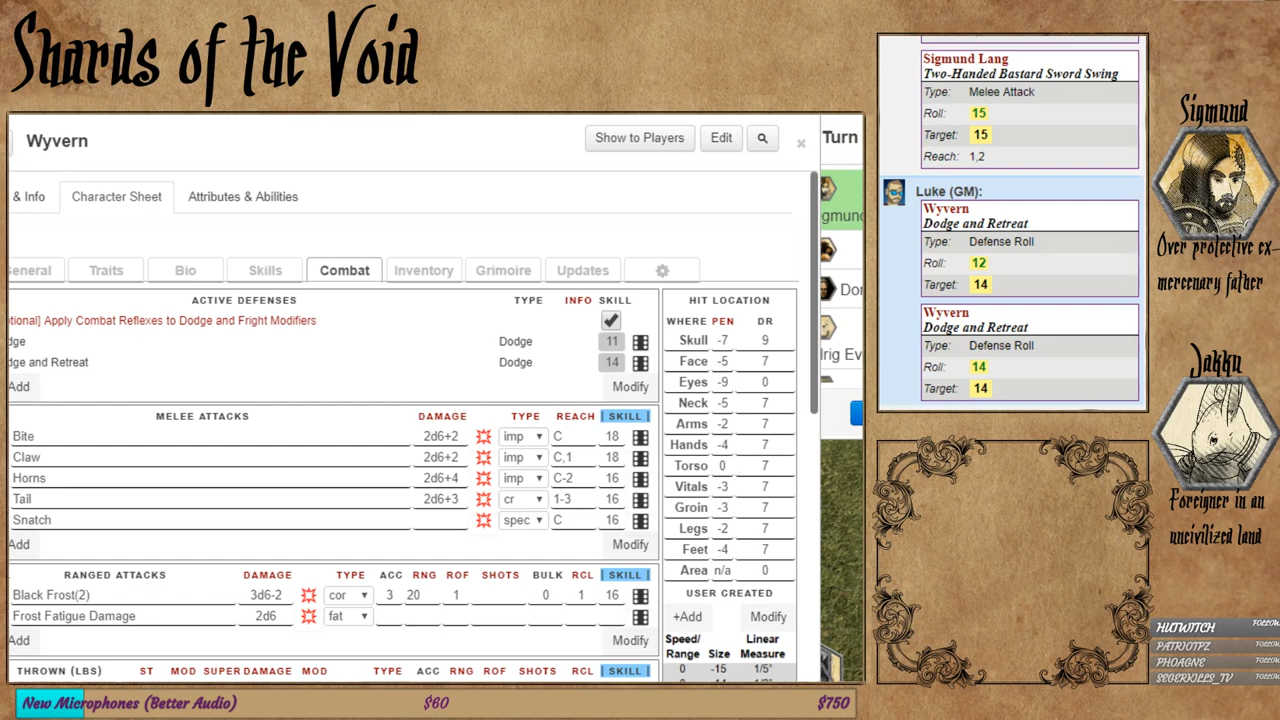 Shards of the Void
Wyvern
Show to Players
Edit
& Info
Character Sheet
Attributes & Abilities
General
Traits
Bio
Skills
Combat
Inventory
Grimoire
Updates
ACTIVE DEFENSES TYPE INFO SKILL
tional] Apply Combat Reflexes to Dodge and Fright Modifiers
dge Dodge 11
dge and Retreat Dodge 14
Add Modify
MELEE ATTACKS DAMAGE TYPE REACH [ SKILL ]
Bite 2d6+2 imp C 18
Claw 2d6+2 imp C,1 18
Horns 2d6+4 imp C-2 16
Tail 2d6+3 cr 1-3 16
Snatch spec C 16
Add Modify
RANGED ATTACKS DAMAGE TYPE ACC RNG ROF SHOTS BULK RCL [ SKILL ]
Black Frost(2) 3d6-2 cor 3 20 1 0 1 16
Frost Fatigue Damage 2d6 fat
Add Modify
THROWN (LBS) ST MOD SUPER DAMAGE MOD TYPE ACC RNG ROF SHOTS RCL [ SKILL ]
HIT LOCATION
WHERE PEN DR
Skull -7 9
Face -5 7
Eyes -9 0
Neck -5 7
Arms -2 7
Hands -4 7
Torso 0 7
Vitals -3 7
Groin -3 7
Legs -2 7
Feet -4 7
Area n/a 0
USER CREATED
+Add Modify
Speed/ Linear
Range Size Measure
0 -15 1/5"
Turn
gmund
Dor
lrig Ev
Sigmund Lang
Two-Handed Bastard Sword Swing
Type: Melee Attack
Roll: 15
Target: 15
Reach: 1,2
Luke (GM):
Wyvern
Dodge and Retreat
Type: Defense Roll
Roll: 12
Target: 14
Wyvern
Dodge and Retreat
Type: Defense Roll
Roll: 14
Target: 14
Sigmund
Over protective ex-
mercenary father
Jakku
Foreigner in an
uncivilized land
HUTWITCH FOLLOW
PATRIOTPZ FOLLOW
PHOAGNE FOLLOW
SEGERKILLS_TV FOLLOW
New Microphones (Better Audio) $60 $750